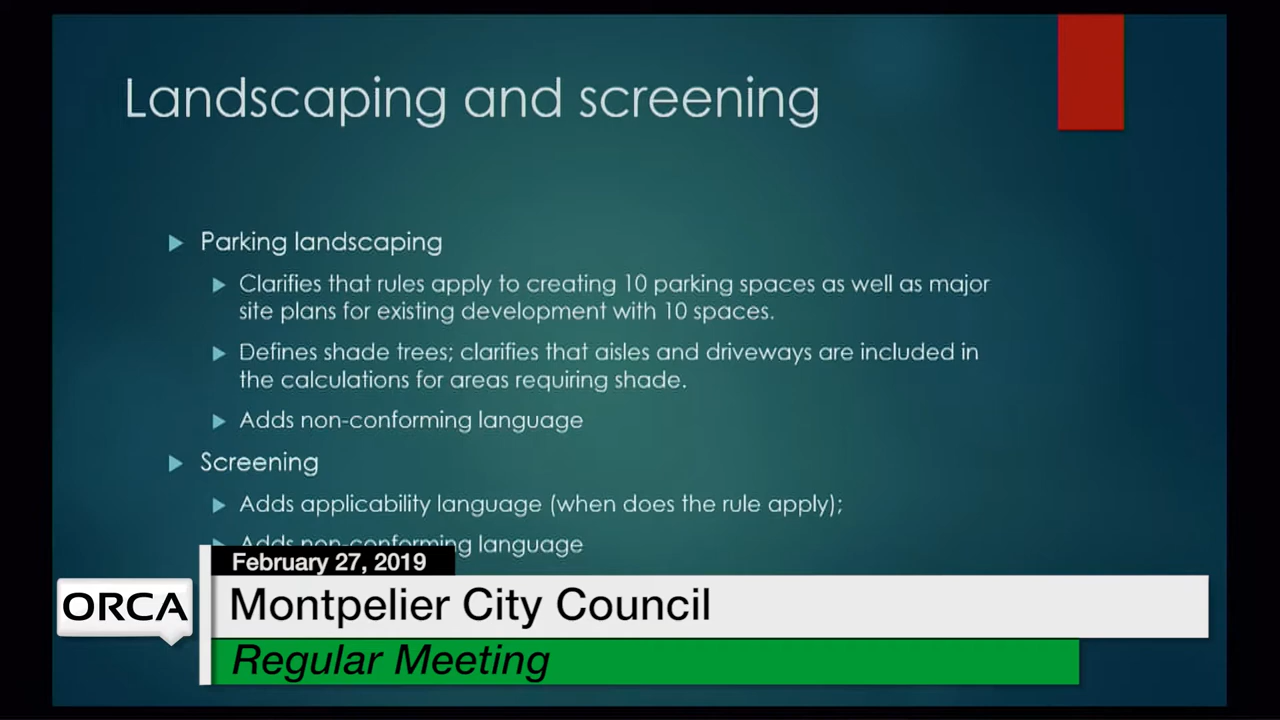 Landscaping and screening
Parking landscaping
Clarifies that rules apply to creating 10 parking spaces as well as major
site plans for existing development with 10 spaces.
Defines shade trees; clarifies that aisles and driveways are included in
the calculations for areas requiring shade.
Adds non-conforming language
Screening
Adds applicability language (when does the rule apply);
Adds non-conforming language
February 27, 2019
ORCA
Montpelier City Council
Regular Meeting